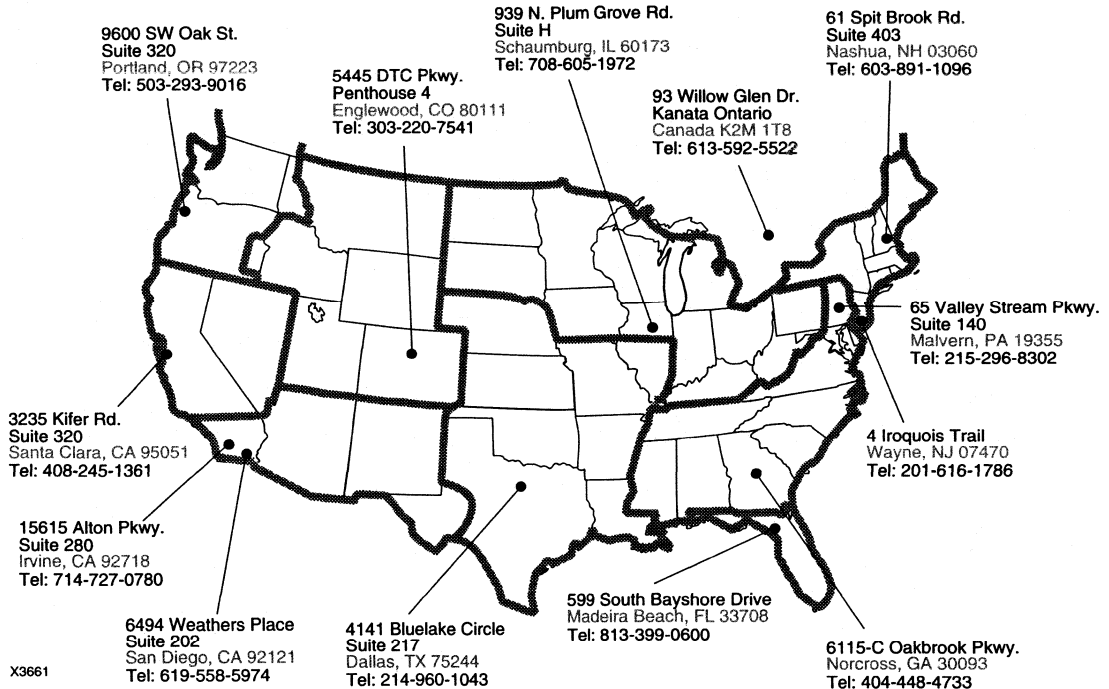 939 N. Plum Grove Rd.
Suite H
Schaumburg, IL 60173
Tel: 708-605-1972
61 Spit Brook Rd.
Suite 403
Nashua, NH 03060
Tel: 603-891-1096
9600 SW Oak St.
Suite 320
Portland, OR 97223
Tel: 503-293-9016
5445 DTC Pkwy.
Penthouse 4
Englewood, CO 80111
Tel: 303-220-7541
93 Willow Glen Dr.
Kanata Ontario
Canada K2M 1T8
Tel: 613-592-5522
65 Valley Stream Pkwy.
Suite 140
Malvern, PA 19355
Tel: 215-296-8302
3235 Kifer Rd.
Suite 320
Santa Clara, CA 95051
Tel: 408-245-1361
4 Iroquois Trail
Wayne, NJ 07470
Tel: 201-616-1786
15615 Alton Pkwy.
Suite 280
Irvine, CA 92718
Tel: 714-727-0780
6494 Weathers Place
Suite 202
San Diego, CA 92121
Tel: 619-558-5974
4141 Bluelake Circle
Suite 217
Dallas, TX 75244
Tel: 214-960-1043
599 South Bayshore Drive
Madeira Beach, FL 33708
Tel: 813-399-0600
6115-C Oakbrook Pkwy.
Norcross, GA 30093
Tel: 404-448-4733
X3661